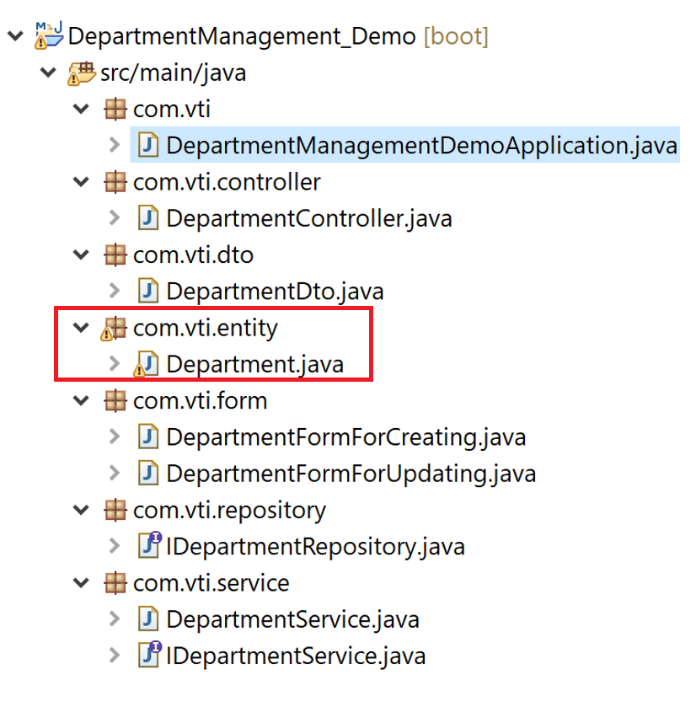 DepartmentManagement_Demo [boot]
src/main/java
com.vti
DepartmentManagementDemoApplication.java
com.vti.controller
DepartmentController.java
com.vti.dto
DepartmentDto.java
com.vti.entity
Department.java
com.vti.form
DepartmentFormForCreating.java
DepartmentFormForUpdating.java
com.vti.repository
IDepartmentRepository.java
com.vti.service
DepartmentService.java
IDepartmentService.java